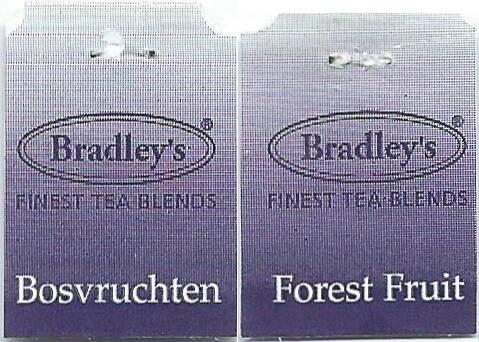 Bradley's®
FINEST TEA BLENDS
Bosvruchten
Bradley's®
FINEST TEA BLENDS
Forest Fruit